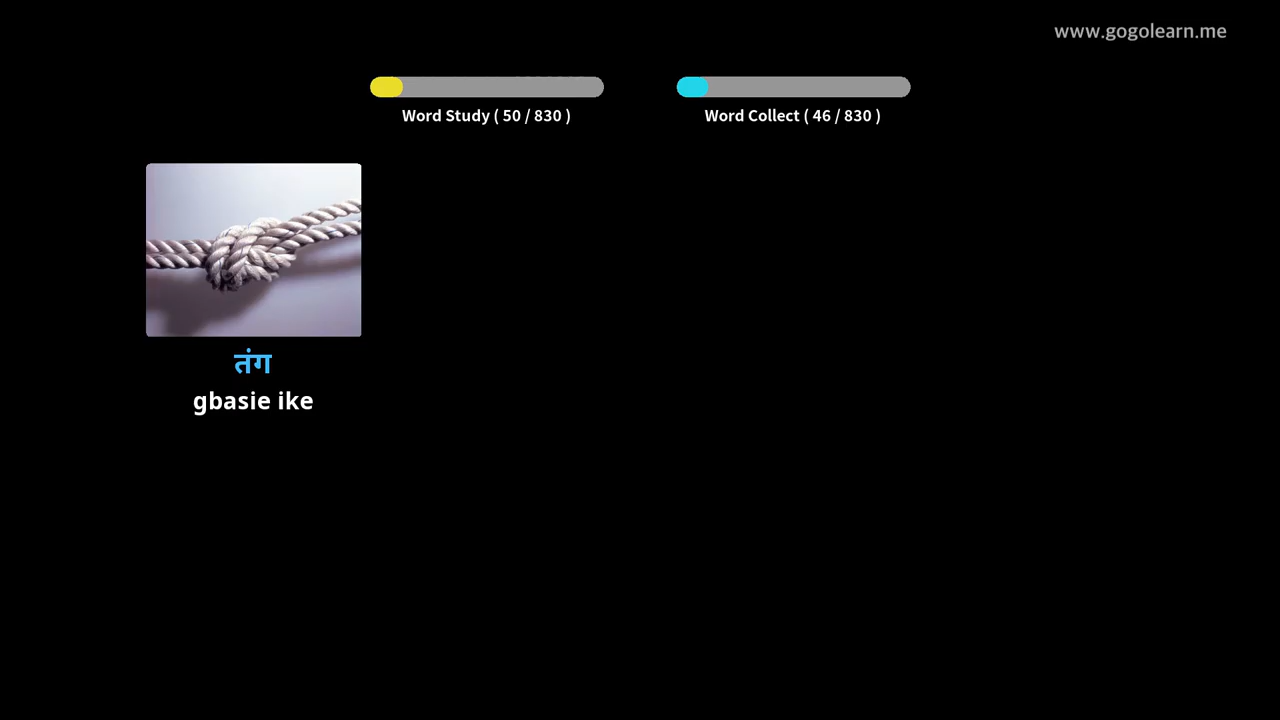 www.gogolearn.me
Word Study ( 50 / 830 )
Word Collect ( 46 / 830 )
तंग
gbasie ike